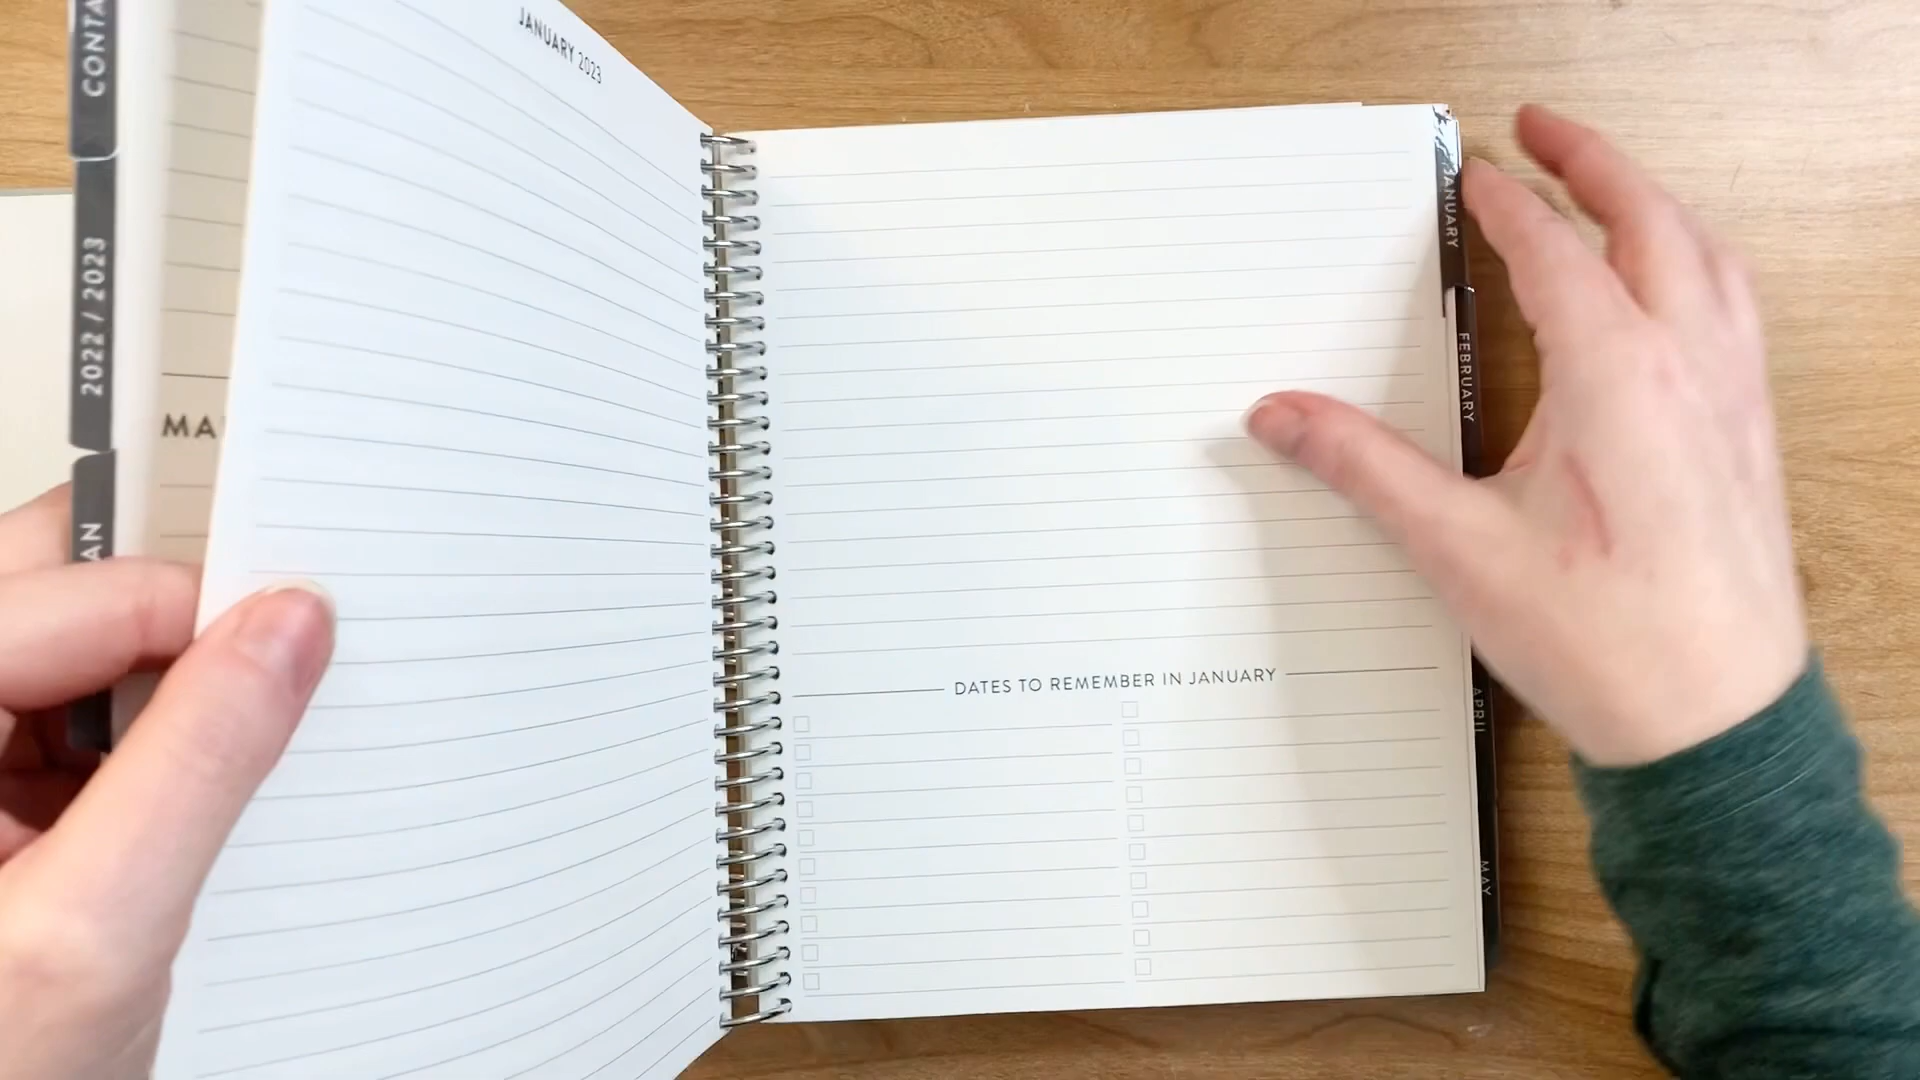 CONTA
2022 / 2023
AN
MA
JANUARY 2023
DATES TO REMEMBER IN JANUARY
JANUARY
FEBRUARY
APRIL
MAY